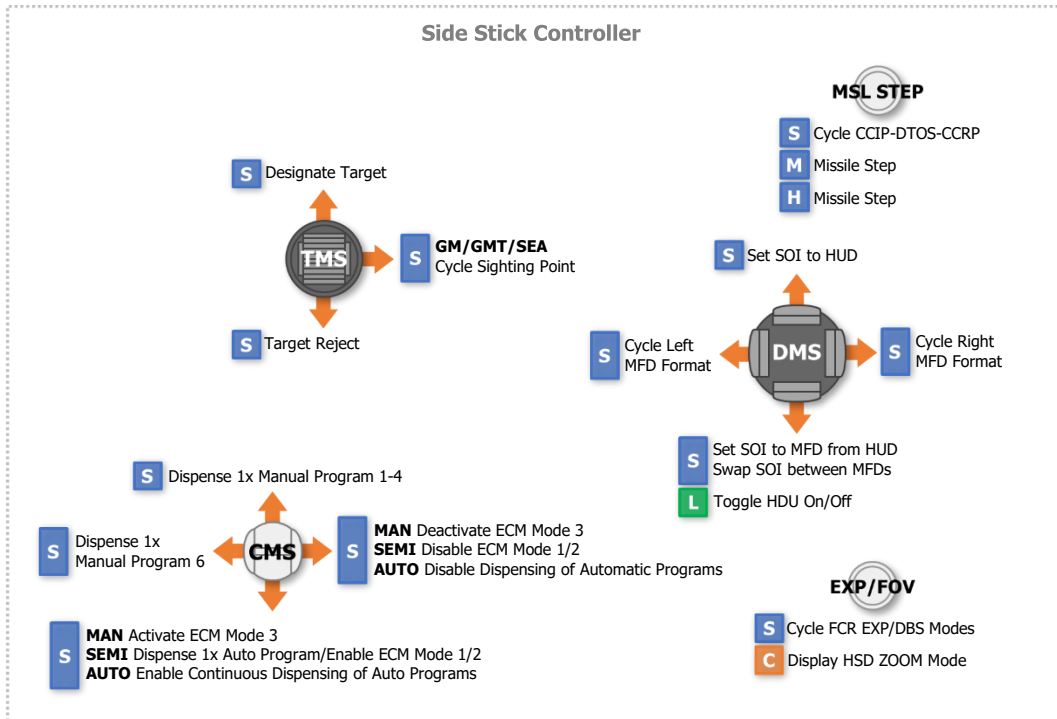 Side Stick Controller
MSL STEP
S Cycle CCIP-DTOS-CCRP
M Missile Step
H Missile Step
S Designate Target
TMS
S GM/GMT/SEA
Cycle Sighting Point
S Target Reject
S Set SOI to HUD
S Cycle Left
MFD Format
DMS
S Cycle Right
MFD Format
S Set SOI to MFD from HUD
Swap SOI between MFDs
L Toggle HDU On/Off
S Dispense 1x Manual Program 1-4
S Dispense 1x
Manual Program 6
CMS
S MAN Deactivate ECM Mode 3
SEMI Disable ECM Mode 1/2
AUTO Disable Dispensing of Automatic Programs
S MAN Activate ECM Mode 3
SEMI Dispense 1x Auto Program/Enable ECM Mode 1/2
AUTO Enable Continuous Dispensing of Auto Programs
EXP/FOV
S Cycle FCR EXP/DBS Modes
C Display HSD ZOOM Mode